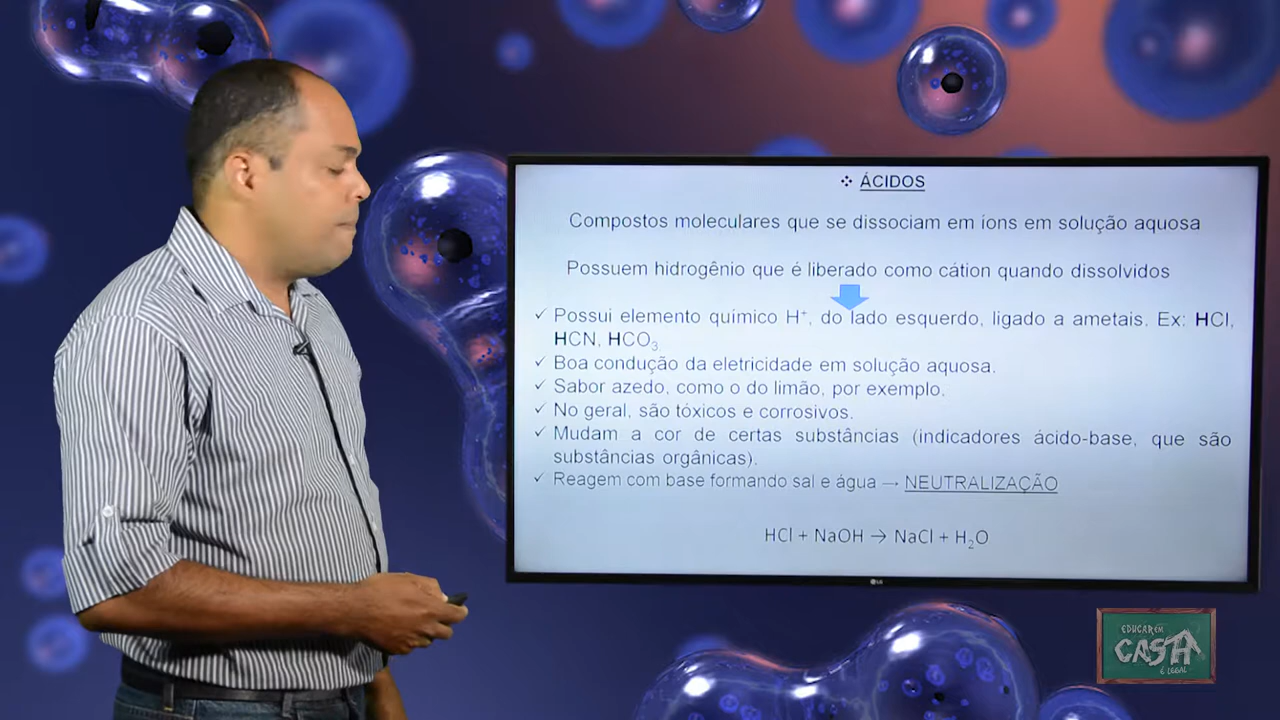 ❖ ÁCIDOS
Compostos moleculares que se dissociam em íons em solução aquosa
Possuem hidrogênio que é liberado como cátion quando dissolvidos
✓ Possui elemento químico H⁺, do lado esquerdo, ligado a ametais. Ex: HCl,
HCN, HCO₃
✓ Boa condução da eletricidade em solução aquosa.
✓ Sabor azedo, como o do limão, por exemplo.
✓ No geral, são tóxicos e corrosivos.
✓ Mudam a cor de certas substâncias (indicadores ácido-base, que são
substâncias orgânicas).
✓ Reagem com base formando sal e água → NEUTRALIZAÇÃO
HCl + NaOH → NaCl + H₂O
LG
EDUCAR EM
CASA
É LEGAL